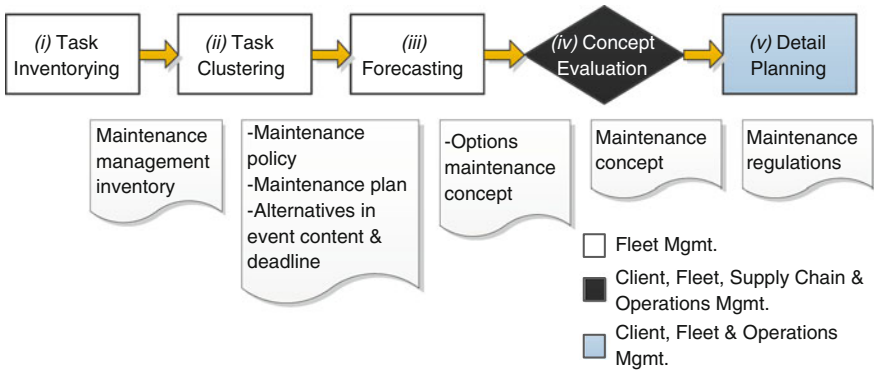 (i) Task
Inventorying
(ii) Task
Clustering
(iii)
Forecasting
(iv) Concept
Evaluation
(v) Detail
Planning
Maintenance
management
inventory
-Maintenance
policy
-Maintenance plan
-Alternatives in
event content &
deadline
-Options
maintenance
concept
Maintenance
concept
Maintenance
regulations
Fleet Mgmt.
Client, Fleet, Supply Chain &
Operations Mgmt.
Client, Fleet & Operations
Mgmt.